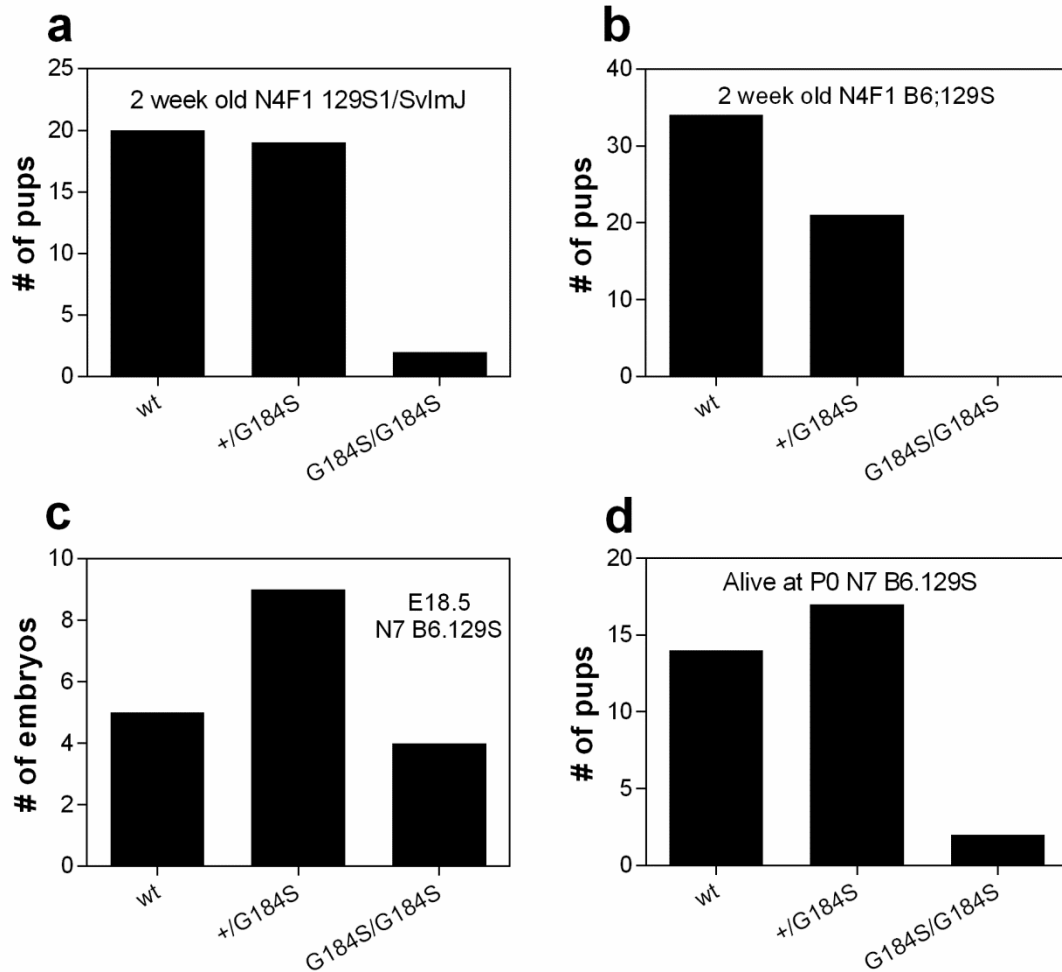 a
25
20
15
10
5
0
# of pups
2 week old N4F1 129S1/SvImJ
wt
+/G184S
G184S/G184S
b
40
30
20
10
0
# of pups
2 week old N4F1 B6;129S
wt
+/G184S
G184S/G184S
c
10
8
6
4
2
0
# of embryos
E18.5
N7 B6.129S
wt
+/G184S
G184S/G184S
d
20
15
10
5
0
# of pups
Alive at P0 N7 B6.129S
wt
+/G184S
G184S/G184S